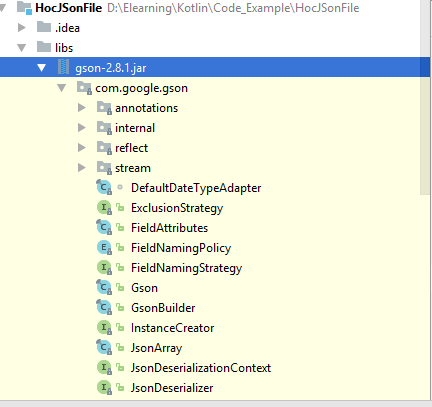 HocJSonFile D:\Elearning\Kotlin\Code_Example\HocJSonFile
.idea
libs
gson-2.8.1.jar
com.google.gson
annotations
internal
reflect
stream
DefaultDateTypeAdapter
ExclusionStrategy
FieldAttributes
FieldNamingPolicy
FieldNamingStrategy
Gson
GsonBuilder
InstanceCreator
JsonArray
JsonDeserializationContext
JsonDeserializer